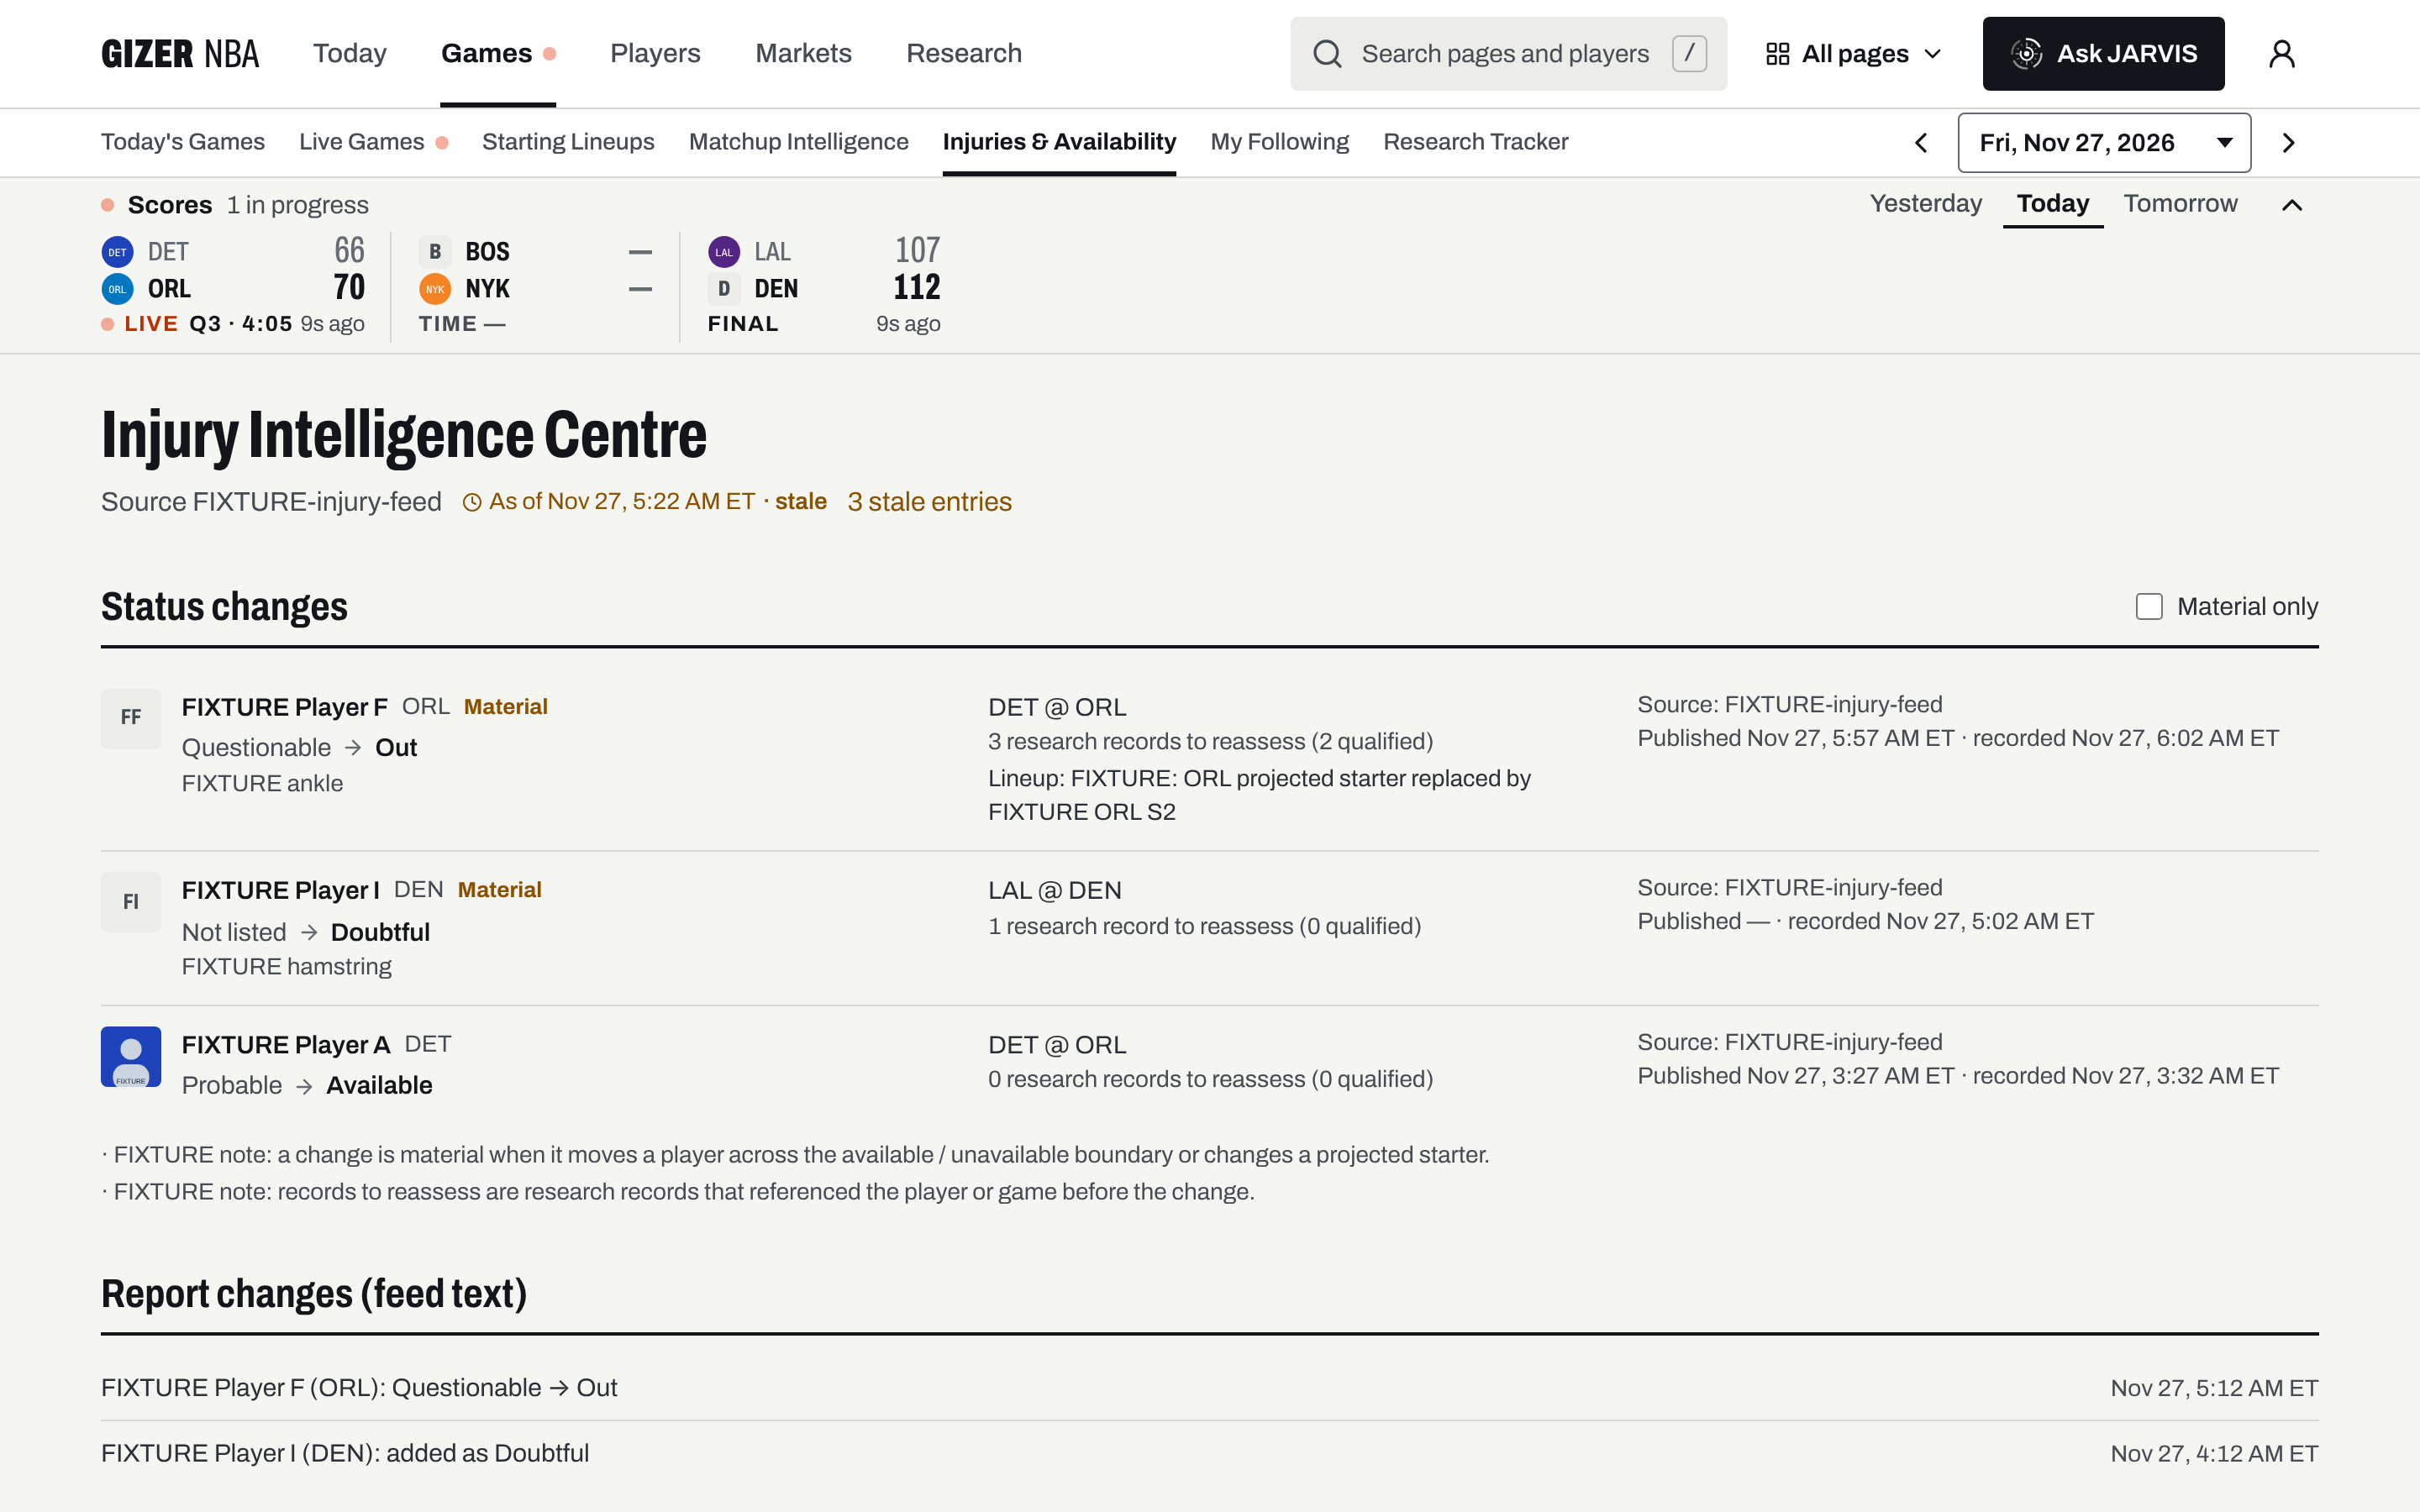 GIZER NBA Today Games Players Markets Research Search pages and players / All pages Ask JARVIS
Today's Games Live Games Starting Lineups Matchup Intelligence Injuries & Availability My Following Research Tracker Fri, Nov 27, 2026
Scores 1 in progress Yesterday Today Tomorrow
DET DET 66
ORL ORL 70
LIVE Q3 · 4:05 9s ago
B BOS —
NYK NYK —
TIME —
LAL LAL 107
D DEN 112
FINAL 9s ago
Injury Intelligence Centre
Source FIXTURE-injury-feed As of Nov 27, 5:22 AM ET · stale 3 stale entries
Status changes Material only
FF FIXTURE Player F ORL Material
Questionable → Out
FIXTURE ankle
DET @ ORL
3 research records to reassess (2 qualified)
Lineup: FIXTURE: ORL projected starter replaced by
FIXTURE ORL S2
Source: FIXTURE-injury-feed
Published Nov 27, 5:57 AM ET · recorded Nov 27, 6:02 AM ET
FI FIXTURE Player I DEN Material
Not listed → Doubtful
FIXTURE hamstring
LAL @ DEN
1 research record to reassess (0 qualified)
Source: FIXTURE-injury-feed
Published — · recorded Nov 27, 5:02 AM ET
FIXTURE FIXTURE Player A DET
Probable → Available
DET @ ORL
0 research records to reassess (0 qualified)
Source: FIXTURE-injury-feed
Published Nov 27, 3:27 AM ET · recorded Nov 27, 3:32 AM ET
· FIXTURE note: a change is material when it moves a player across the available / unavailable boundary or changes a projected starter.
· FIXTURE note: records to reassess are research records that referenced the player or game before the change.
Report changes (feed text)
FIXTURE Player F (ORL): Questionable → Out Nov 27, 5:12 AM ET
FIXTURE Player I (DEN): added as Doubtful Nov 27, 4:12 AM ET